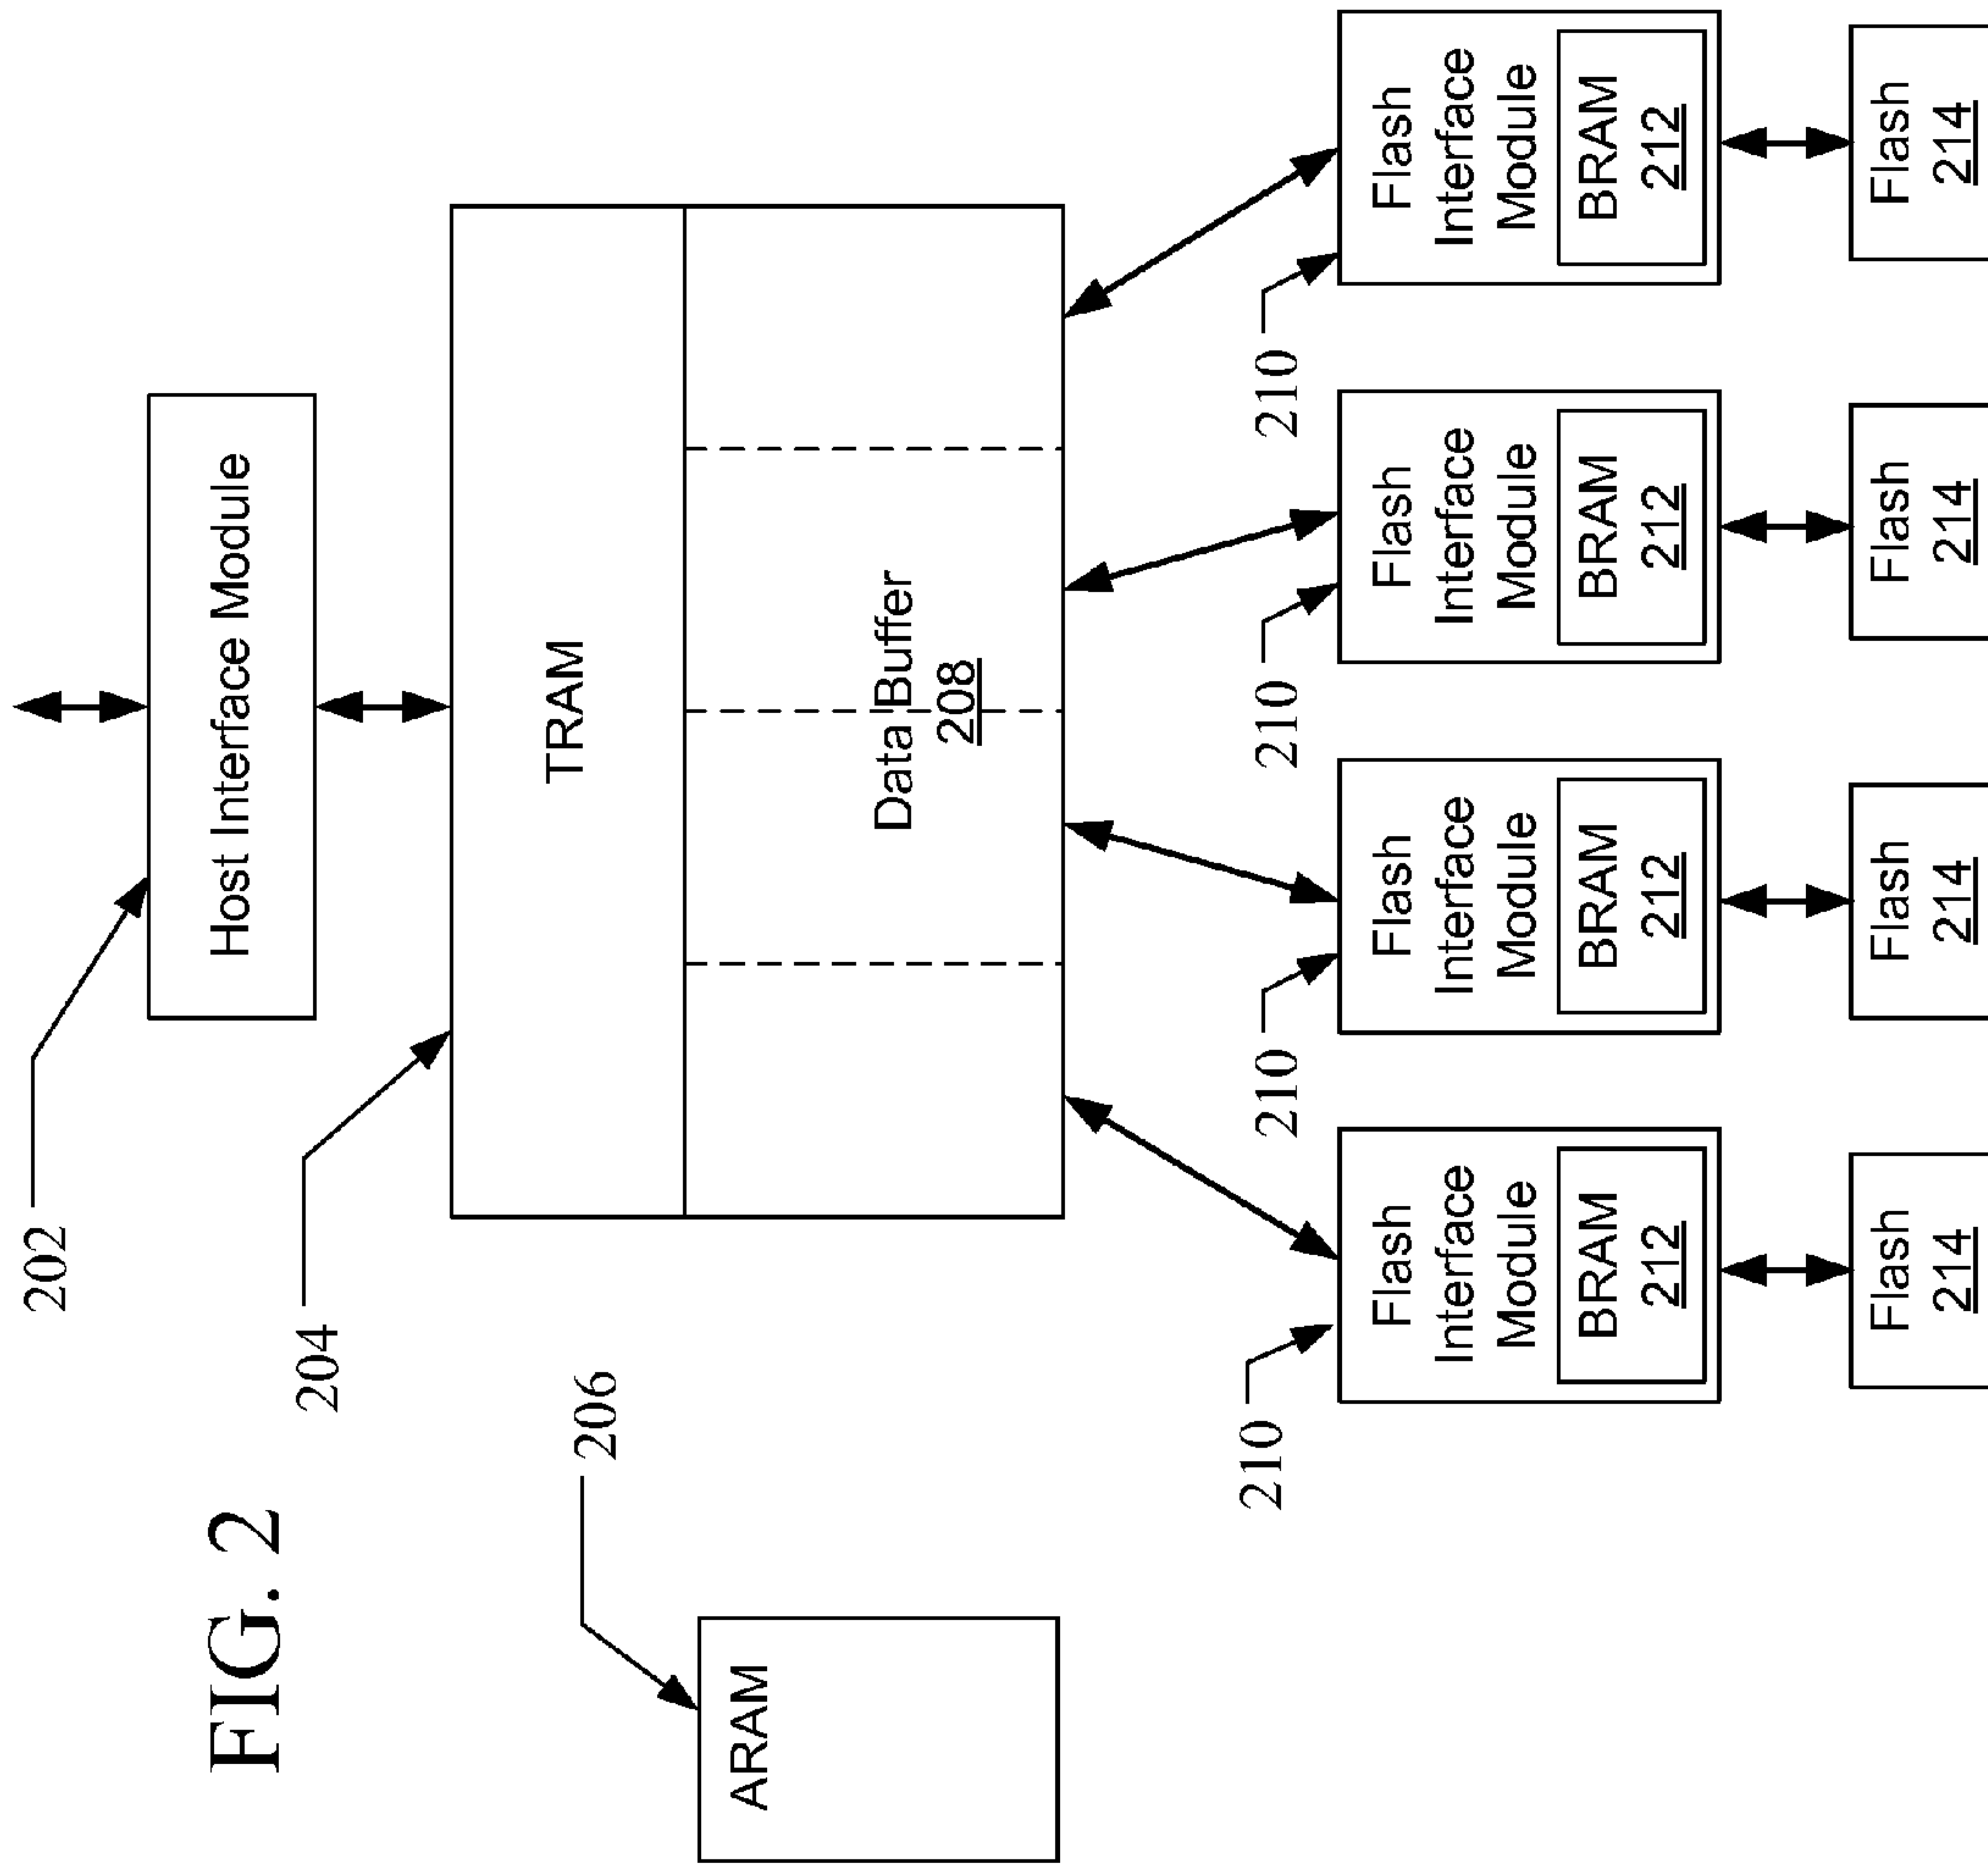 202
FIG. 2
Host Interface Module
204
206
TRAM
ARAM
Data Buffer
208
210
210
210
210
Flash
Interface
Module
BRAM
212
Flash
Interface
Module
BRAM
212
Flash
Interface
Module
BRAM
212
Flash
Interface
Module
BRAM
212
Flash
214
Flash
214
Flash
214
Flash
214